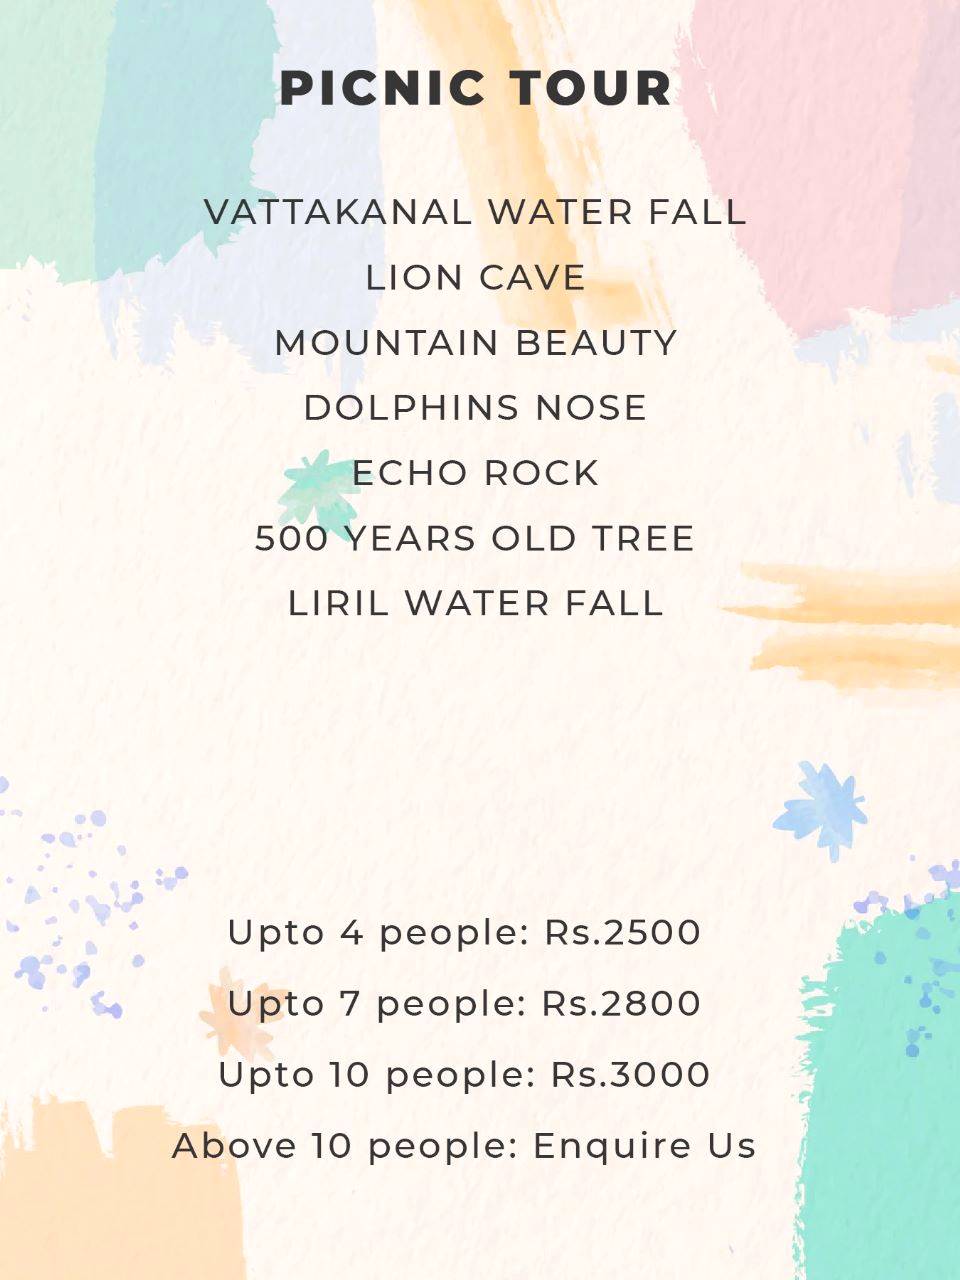 PICNIC TOUR
VATTAKANAL WATER FALL
LION CAVE
MOUNTAIN BEAUTY
DOLPHINS NOSE
ECHO ROCK
500 YEARS OLD TREE
LIRIL WATER FALL
Upto 4 people: Rs.2500
Upto 7 people: Rs.2800
Upto 10 people: Rs.3000
Above 10 people: Enquire Us